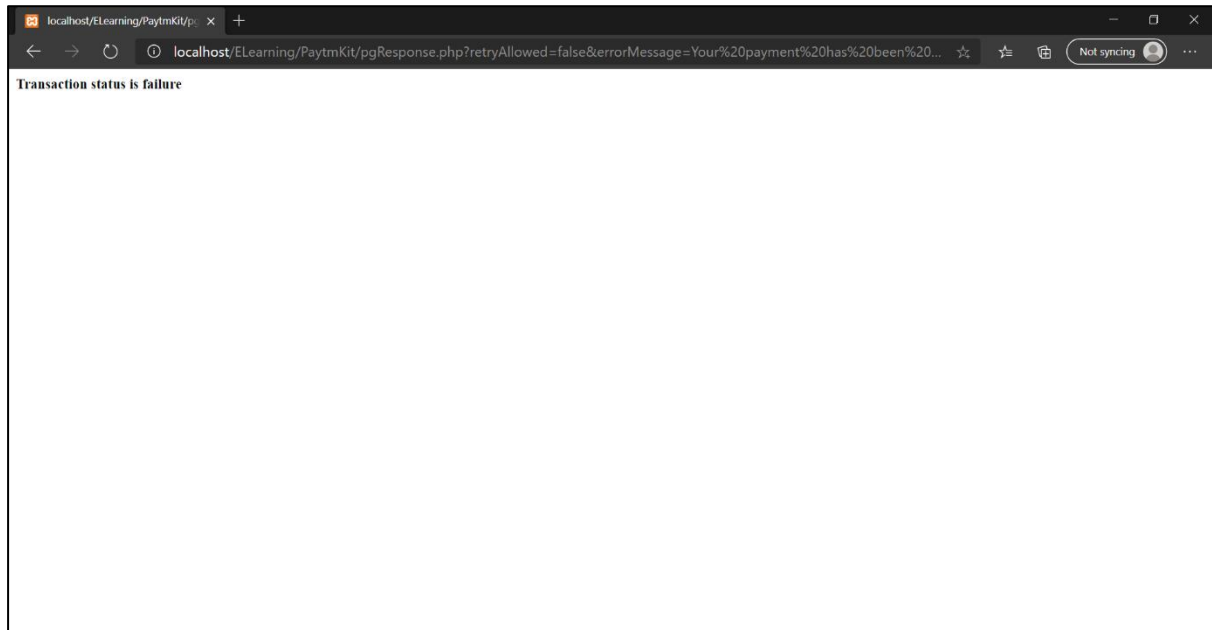 localhost/ELearning/PaytmKit/pg
localhost/ELearning/PaytmKit/pgResponse.php?retryAllowed=false&errorMessage=Your%20payment%20has%20been%20...
Not syncing
Transaction status is failure